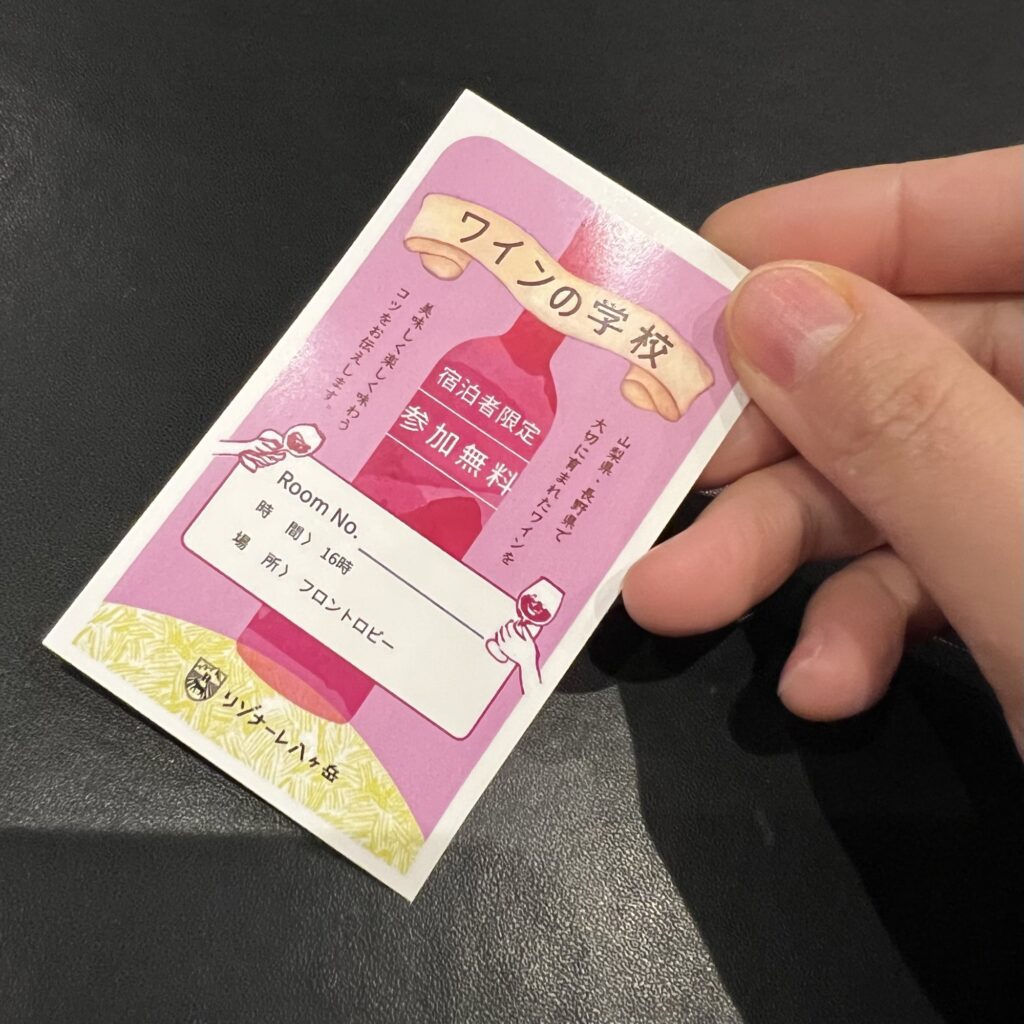 ワインの学校
宿泊者限定
参加無料
山梨県・長野県で
大切に育まれたワインを
美味しく楽しく味わう
コツをお伝えします。
Room No.
時 間〉16時
場 所〉フロントロビー
リゾナーレ八ヶ岳